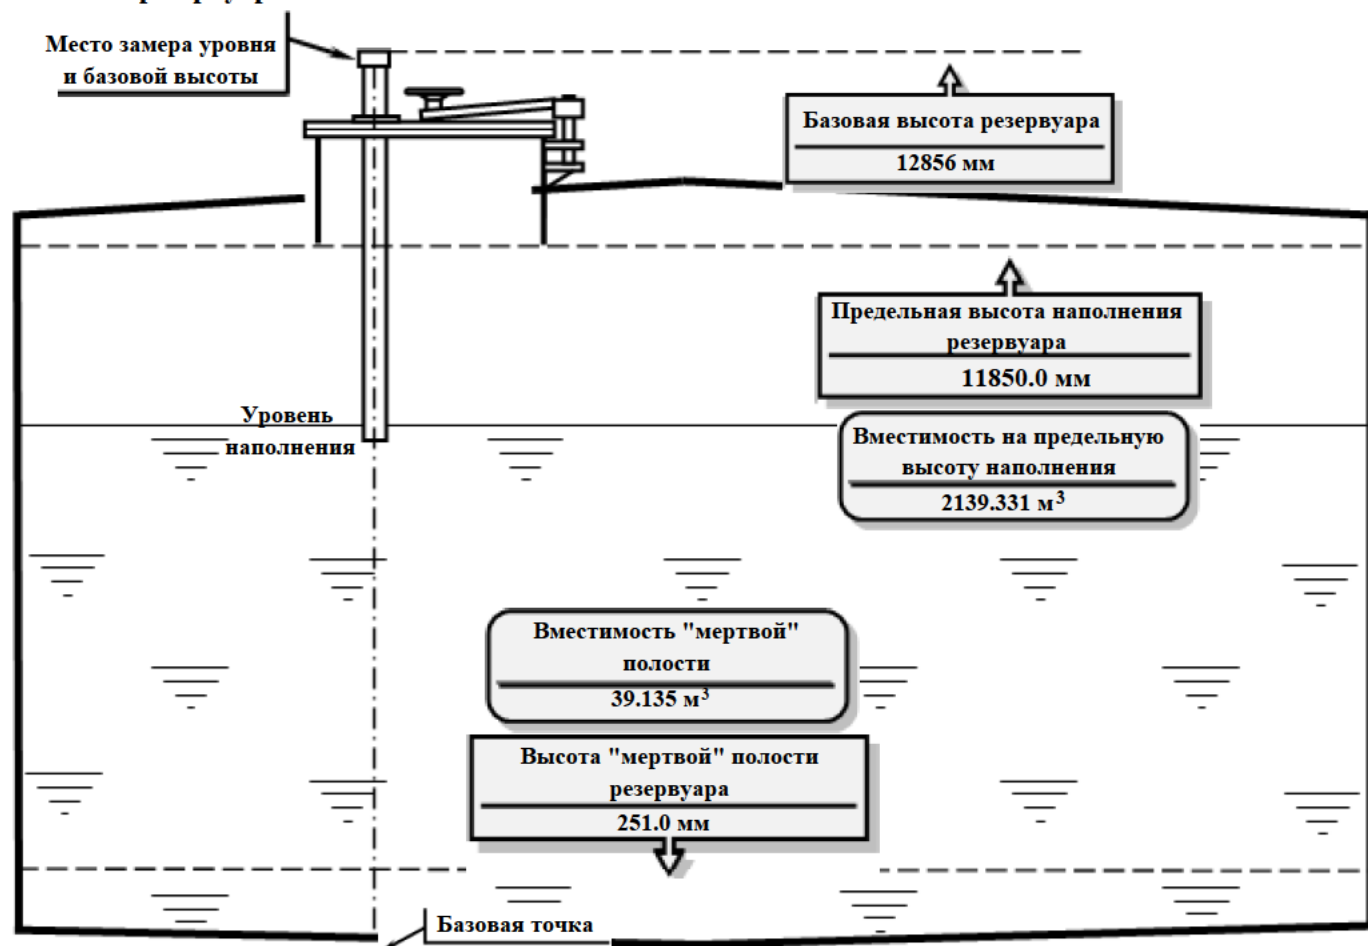 Место замера уровня
и базовой высоты
Базовая высота резервуара
12856 мм
Предельная высота наполнения
резервуара
11850.0 мм
Уровень
наполнения
Вместимость на предельную
высоту наполнения
2139.331 м³
Вместимость "мертвой"
полости
39.135 м³
Высота "мертвой" полости
резервуара
251.0 мм
Базовая точка